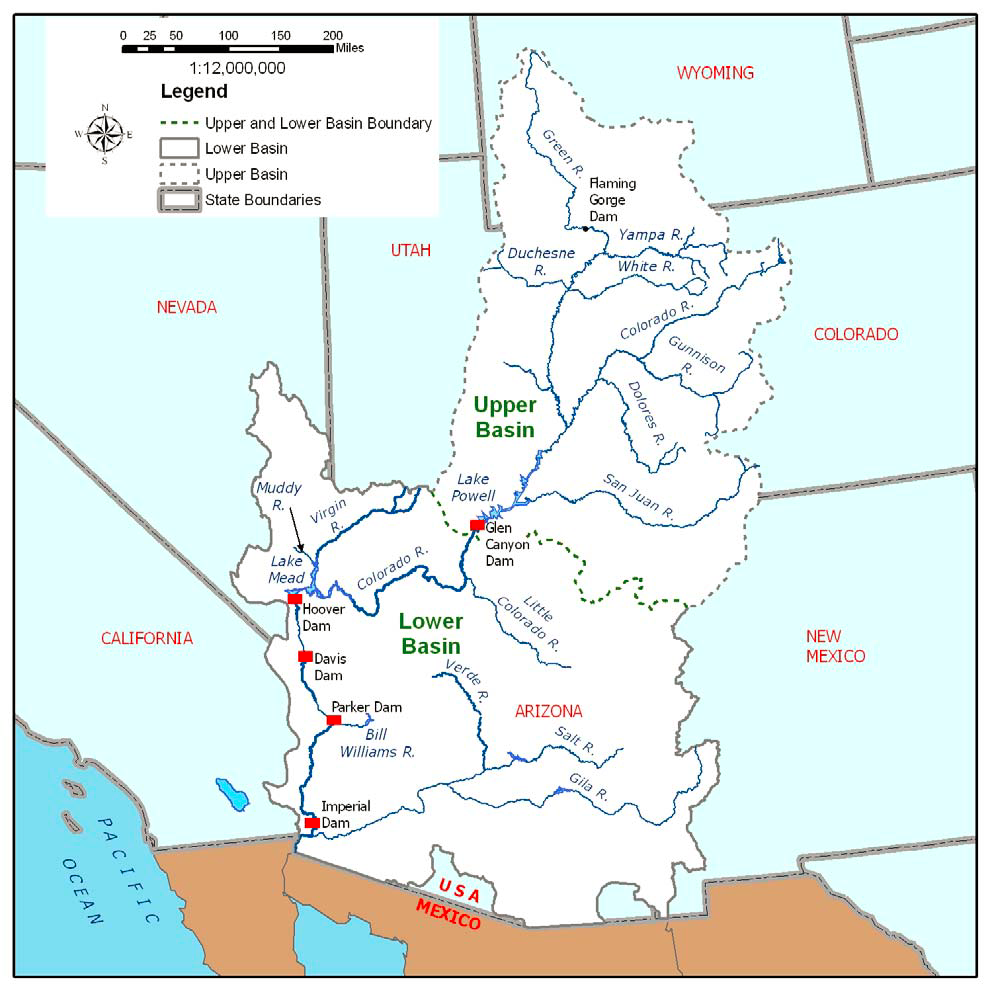 0 25 50 100 150 200
Miles
1:12,000,000
Legend
Upper and Lower Basin Boundary
Lower Basin
Upper Basin
State Boundaries
N
W E
S
WYOMING
Green R.
Flaming
Gorge
Dam
UTAH
Duchesne
R.
Yampa R.
White R.
NEVADA
Colorado R.
COLORADO
Gunnison
R.
Dolores R.
Upper
Basin
Lake
Powell
San Juan R.
Muddy
R.
Virgin
R.
Glen
Canyon
Dam
Lake
Mead
Colorado R.
Hoover
Dam
Little
Colorado R.
Lower
Basin
CALIFORNIA
NEW
MEXICO
Davis
Dam
Verde R.
Parker Dam
ARIZONA
Bill
Williams R.
Salt R.
Gila R.
Imperial
Dam
PACIFIC
OCEAN
USA
MEXICO